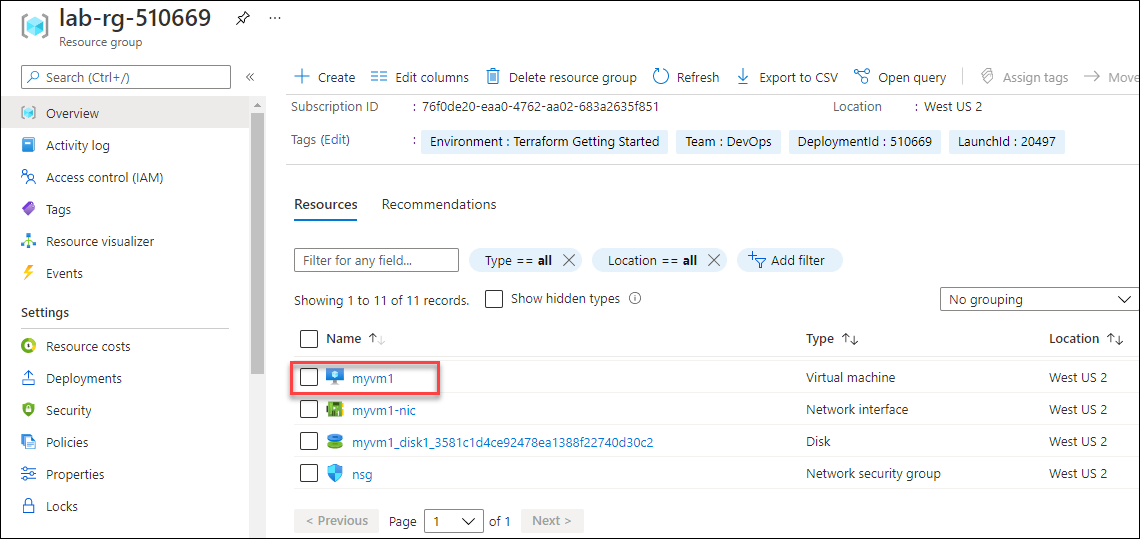 lab-rg-510669 ...
Resource group
Search (Ctrl+/) «
Overview
Activity log
Access control (IAM)
Tags
Resource visualizer
Events
Settings
Resource costs
Deployments
Security
Policies
Properties
Locks
Create Edit columns Delete resource group Refresh Export to CSV Open query Assign tags Move
Subscription ID : 76f0de20-eaa0-4762-aa02-683a2635f851 Location : West US 2
Tags (Edit) : Environment : Terraform Getting Started Team : DevOps DeploymentId : 510669 LaunchId : 20497
Resources Recommendations
Filter for any field... Type == all Location == all Add filter
Showing 1 to 11 of 11 records. Show hidden types No grouping
Name Type Location
myvm1 Virtual machine West US 2
myvm1-nic Network interface West US 2
myvm1_disk1_3581c1d4ce92478ea1388f22740d30c2 Disk West US 2
nsg Network security group West US 2
< Previous Page 1 of 1 Next >